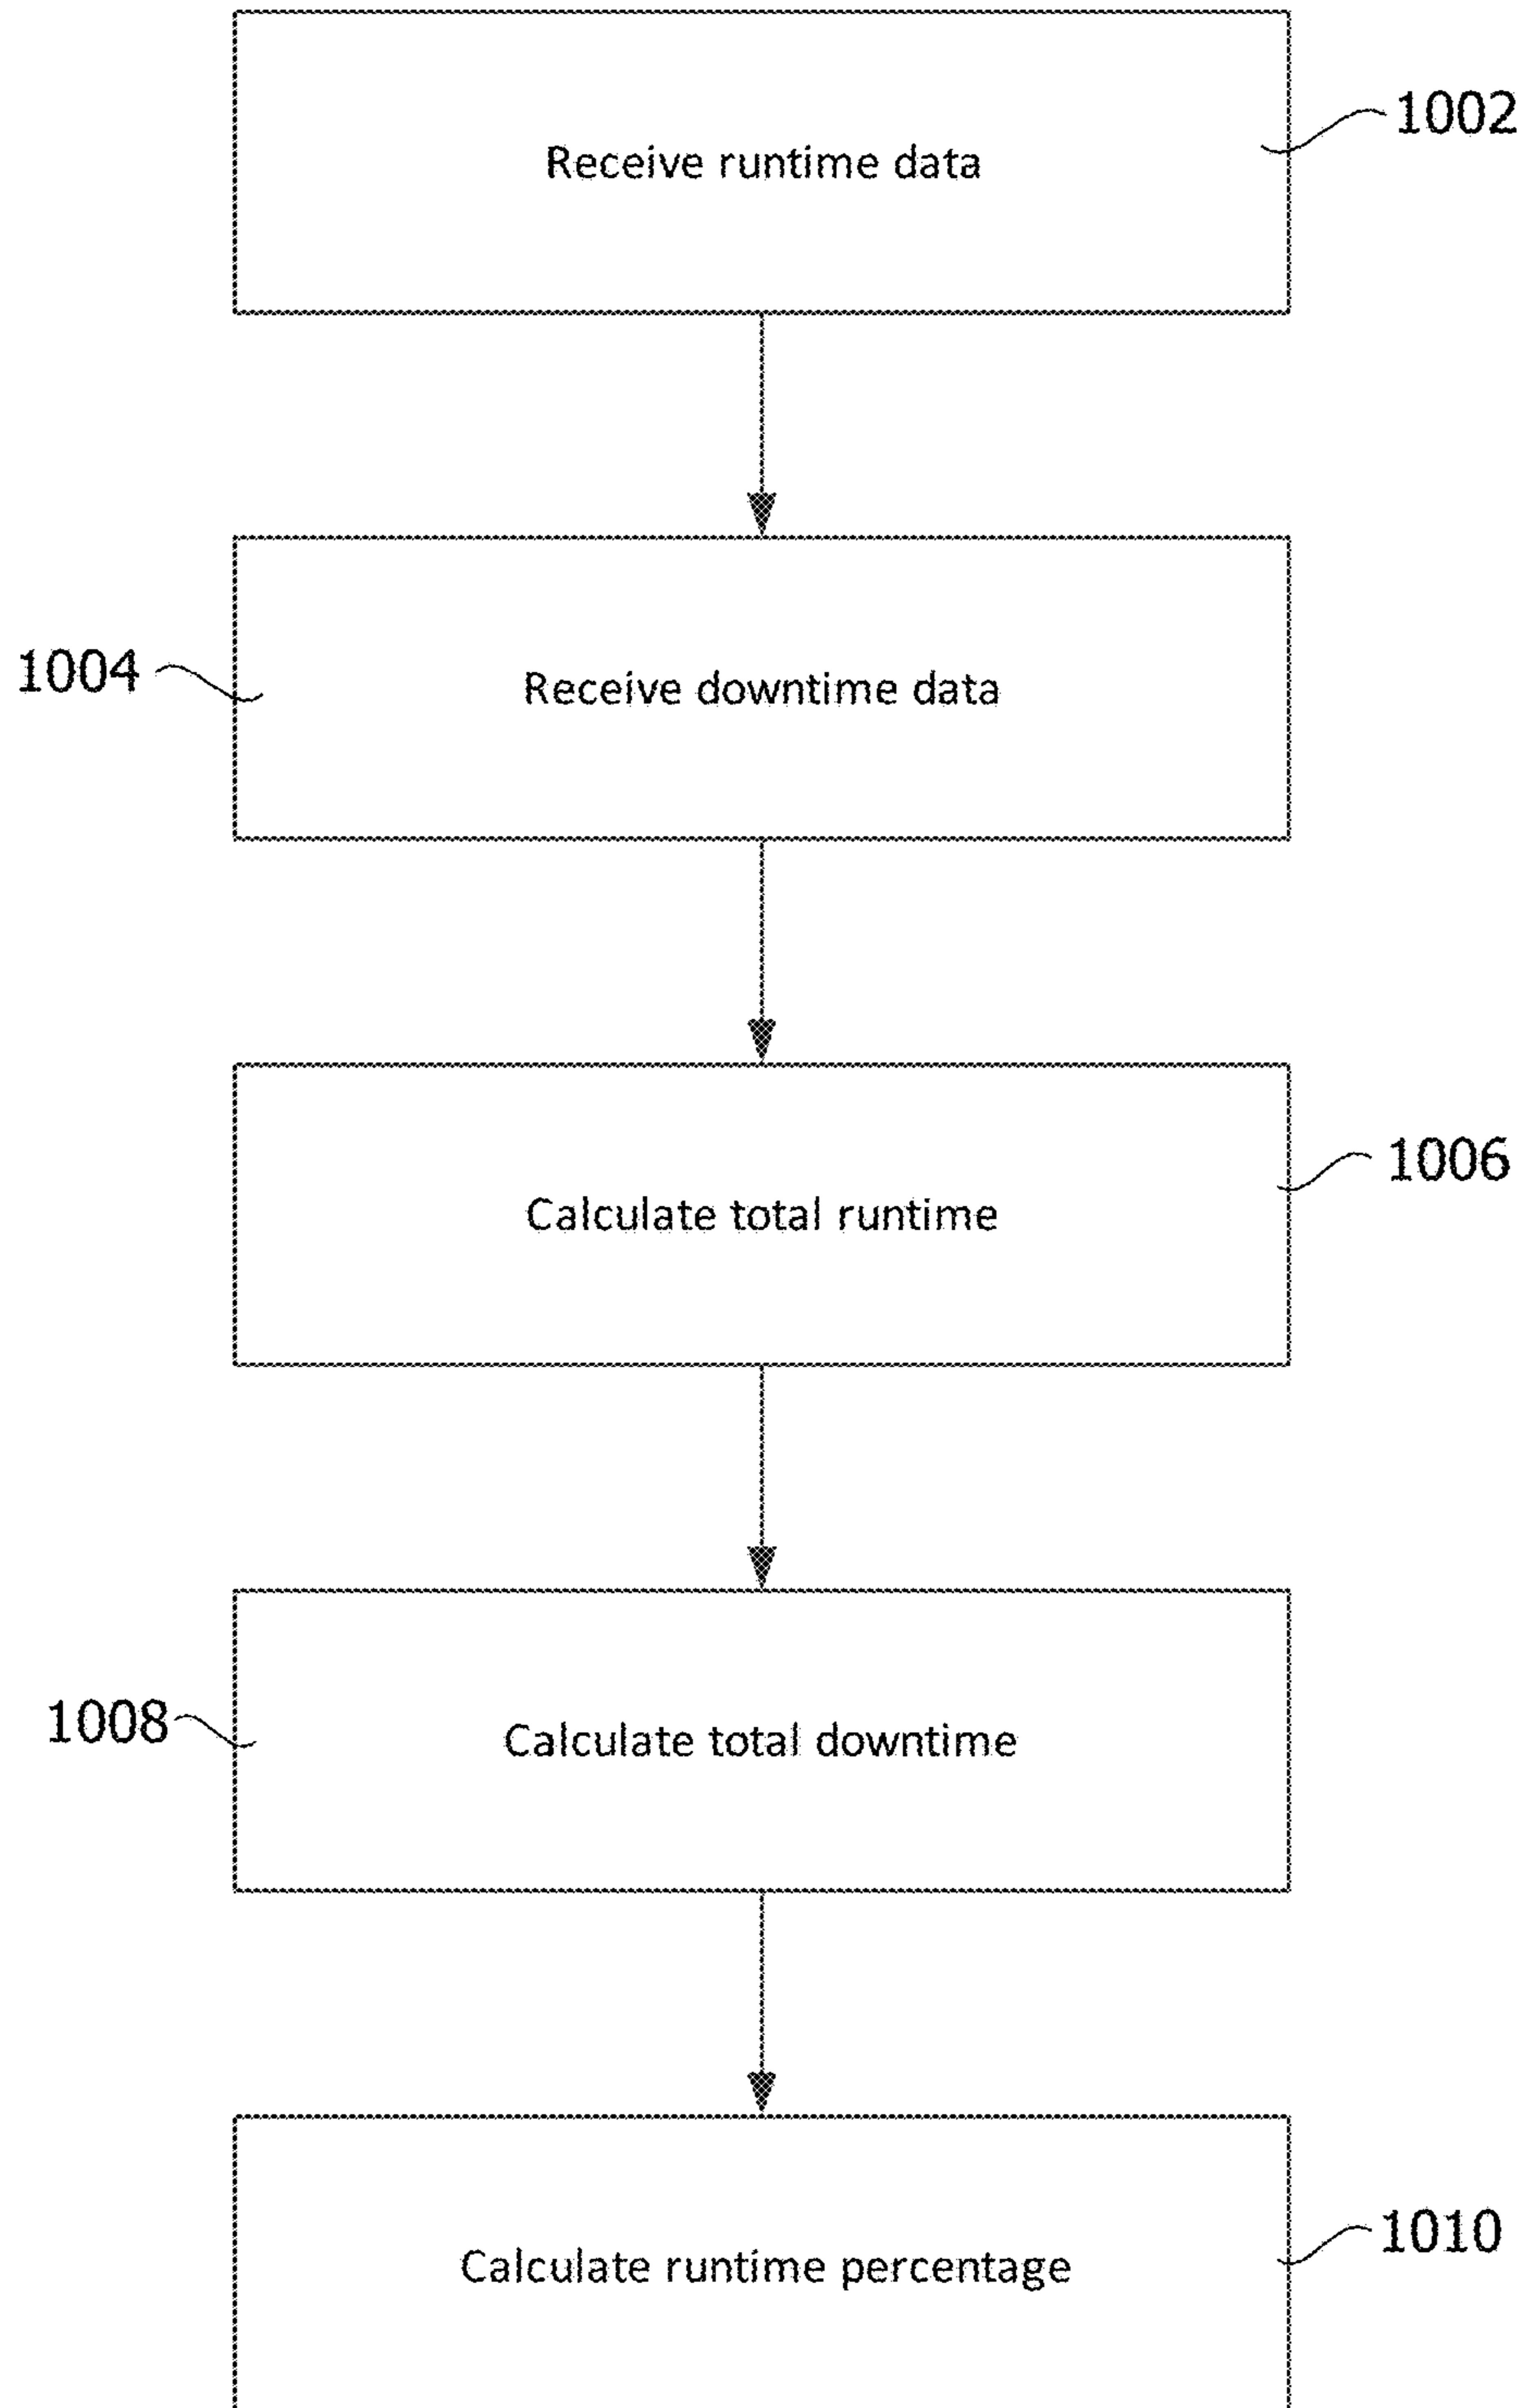 Receive runtime data
1002
1004
Receive downtime data
Calculate total runtime
1006
1008
Calculate total downtime
Calculate runtime percentage
1010